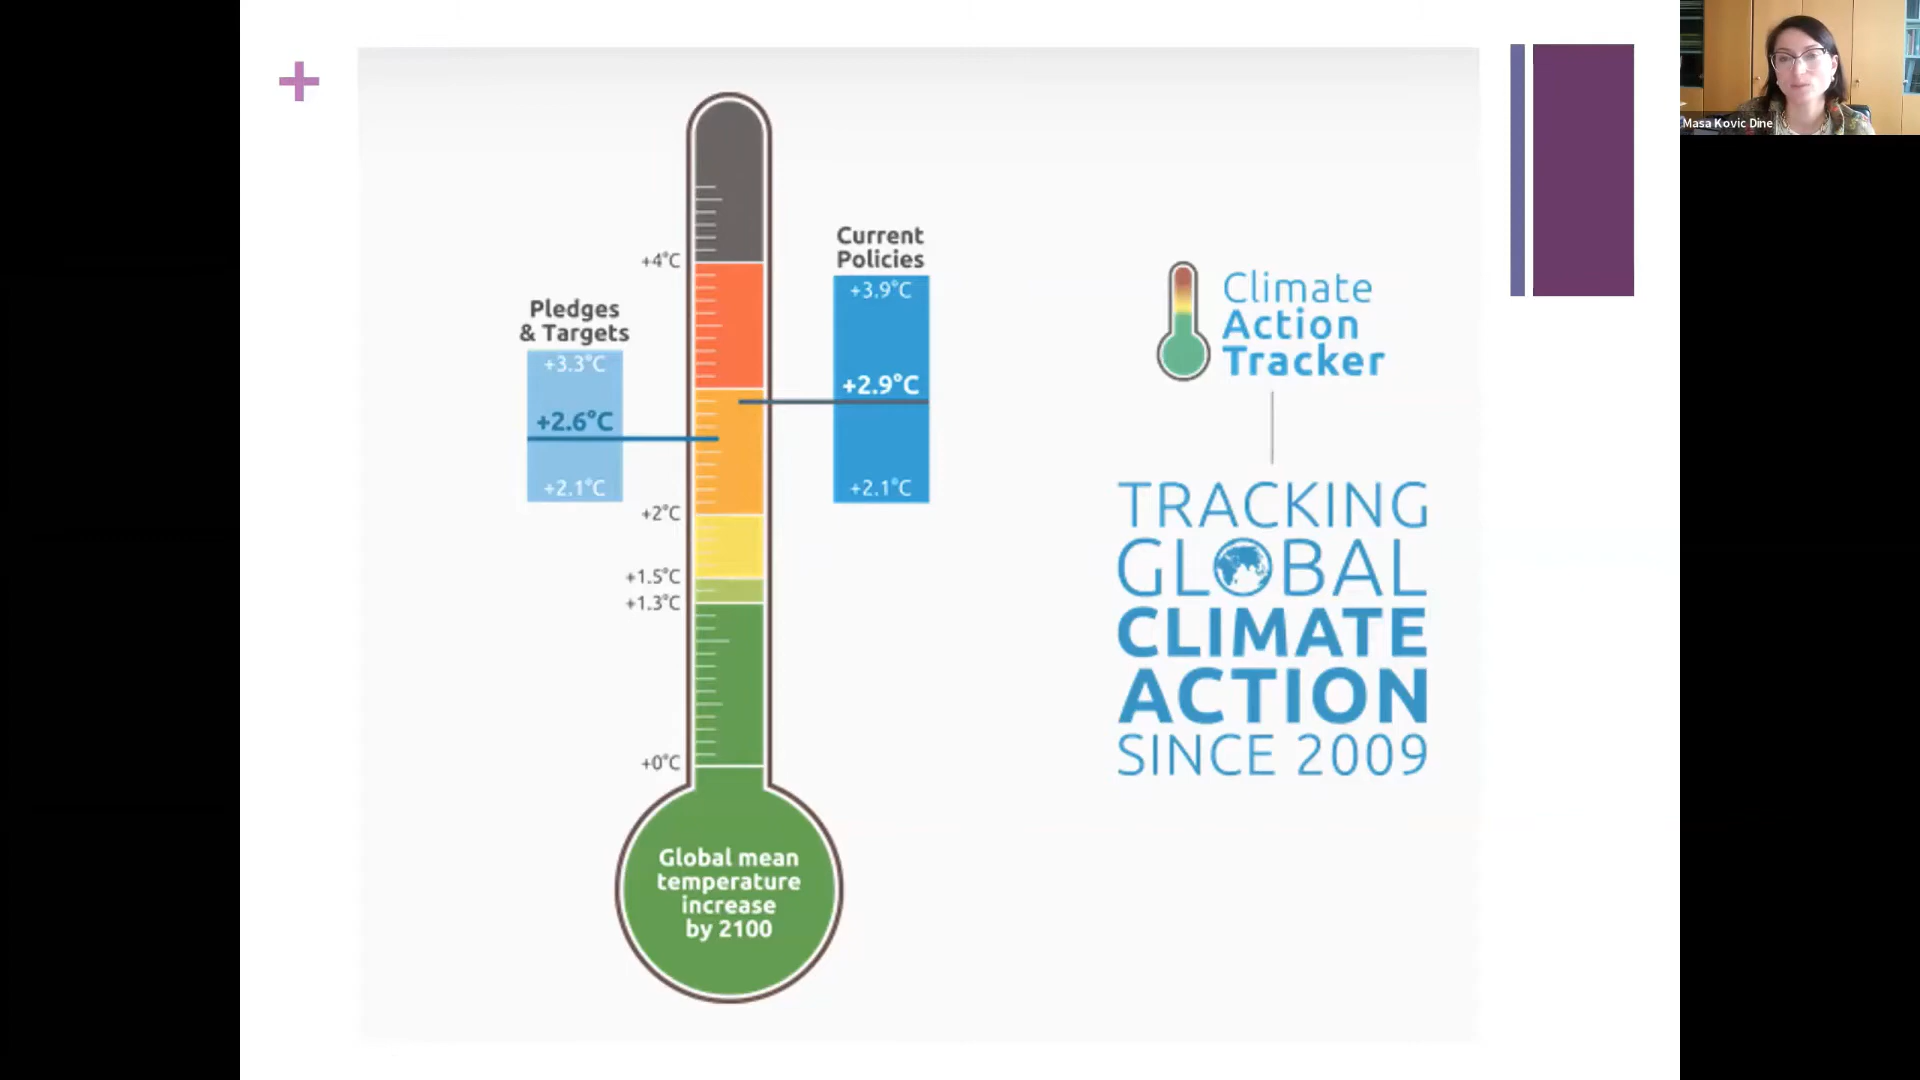 +
Masa Kovic Dine
Current
Policies
+3.9°C
+2.9°C
+2.1°C
Pledges
& Targets
+3.3°C
+2.6°C
+2.1°C
+4°C
+2°C
+1.5°C
+1.3°C
+0°C
Global mean
temperature
increase
by 2100
Climate
Action
Tracker
TRACKING
GLOBAL
CLIMATE
ACTION
SINCE 2009